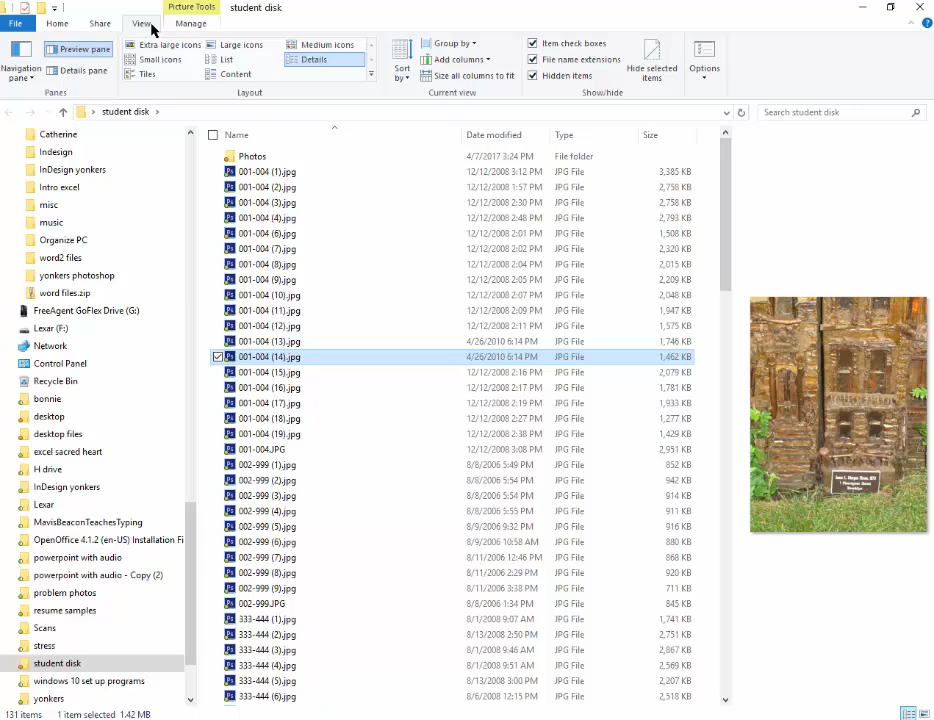 Picture Tools
student disk
File Home Share View Manage
Navigation pane
Preview pane
Details pane
Panes
Extra large icons Large icons Medium icons
Small icons List Details
Tiles Content
Layout
Sort by
Group by
Add columns
Size all columns to fit
Current view
Item check boxes
File name extensions
Hidden items
Hide selected items
Show/hide
Options
student disk
Search student disk
Catherine
Indesign
InDesign yonkers
Intro excel
misc
music
Organize PC
word2 files
yonkers photoshop
word files.zip
FreeAgent GoFlex Drive (G:)
Lexar (F:)
Network
Control Panel
Recycle Bin
bonnie
desktop
desktop files
excel sacred heart
H drive
InDesign yonkers
Lexar
MavisBeaconTeachesTyping
OpenOffice 4.1.2 (en-US) Installation Fi
powerpoint with audio
powerpoint with audio - Copy (2)
problem photos
resume samples
Scans
stress
student disk
windows 10 set up programs
yonkers
Name Date modified Type Size
Photos 4/7/2017 3:24 PM File folder
001-004 (1).jpg 12/12/2008 3:12 PM JPG File 3,385 KB
001-004 (2).jpg 12/12/2008 1:57 PM JPG File 2,758 KB
001-004 (3).jpg 12/12/2008 2:30 PM JPG File 2,758 KB
001-004 (4).jpg 12/12/2008 2:48 PM JPG File 2,793 KB
001-004 (6).jpg 12/12/2008 2:01 PM JPG File 1,508 KB
001-004 (7).jpg 12/12/2008 2:02 PM JPG File 2,320 KB
001-004 (8).jpg 12/12/2008 2:04 PM JPG File 2,015 KB
001-004 (9).jpg 12/12/2008 2:05 PM JPG File 2,209 KB
001-004 (10).jpg 12/12/2008 2:07 PM JPG File 2,048 KB
001-004 (11).jpg 12/12/2008 2:09 PM JPG File 1,947 KB
001-004 (12).jpg 12/12/2008 2:11 PM JPG File 1,575 KB
001-004 (13).jpg 4/26/2010 6:14 PM JPG File 1,746 KB
001-004 (14).jpg 4/26/2010 6:14 PM JPG File 1,462 KB
001-004 (15).jpg 12/12/2008 2:16 PM JPG File 2,079 KB
001-004 (16).jpg 12/12/2008 2:17 PM JPG File 1,781 KB
001-004 (17).jpg 12/12/2008 2:19 PM JPG File 1,933 KB
001-004 (18).jpg 12/12/2008 2:27 PM JPG File 1,277 KB
001-004 (19).jpg 12/12/2008 2:38 PM JPG File 1,429 KB
001-004.JPG 12/12/2008 3:08 PM JPG File 2,951 KB
002-999 (1).jpg 8/8/2006 5:49 PM JPG File 852 KB
002-999 (2).jpg 8/8/2006 5:54 PM JPG File 942 KB
002-999 (3).jpg 8/8/2006 5:54 PM JPG File 914 KB
002-999 (4).jpg 8/8/2006 5:55 PM JPG File 911 KB
002-999 (5).jpg 8/8/2006 9:32 PM JPG File 916 KB
002-999 (6).jpg 8/9/2006 10:58 AM JPG File 880 KB
002-999 (7).jpg 8/11/2006 12:46 PM JPG File 868 KB
002-999 (8).jpg 8/11/2006 2:29 PM JPG File 920 KB
002-999 (9).jpg 8/11/2006 3:38 PM JPG File 711 KB
002-999.JPG 8/8/2006 1:34 PM JPG File 845 KB
333-444 (1).jpg 8/1/2008 9:07 AM JPG File 1,741 KB
333-444 (2).jpg 8/13/2008 2:50 PM JPG File 2,751 KB
333-444 (3).jpg 8/1/2008 9:46 AM JPG File 2,867 KB
333-444 (4).jpg 8/1/2008 9:51 AM JPG File 2,569 KB
333-444 (5).jpg 8/13/2008 3:00 PM JPG File 2,207 KB
333-444 (6).jpg 8/6/2008 12:15 PM JPG File 2,518 KB
131 items 1 item selected 1.42 MB